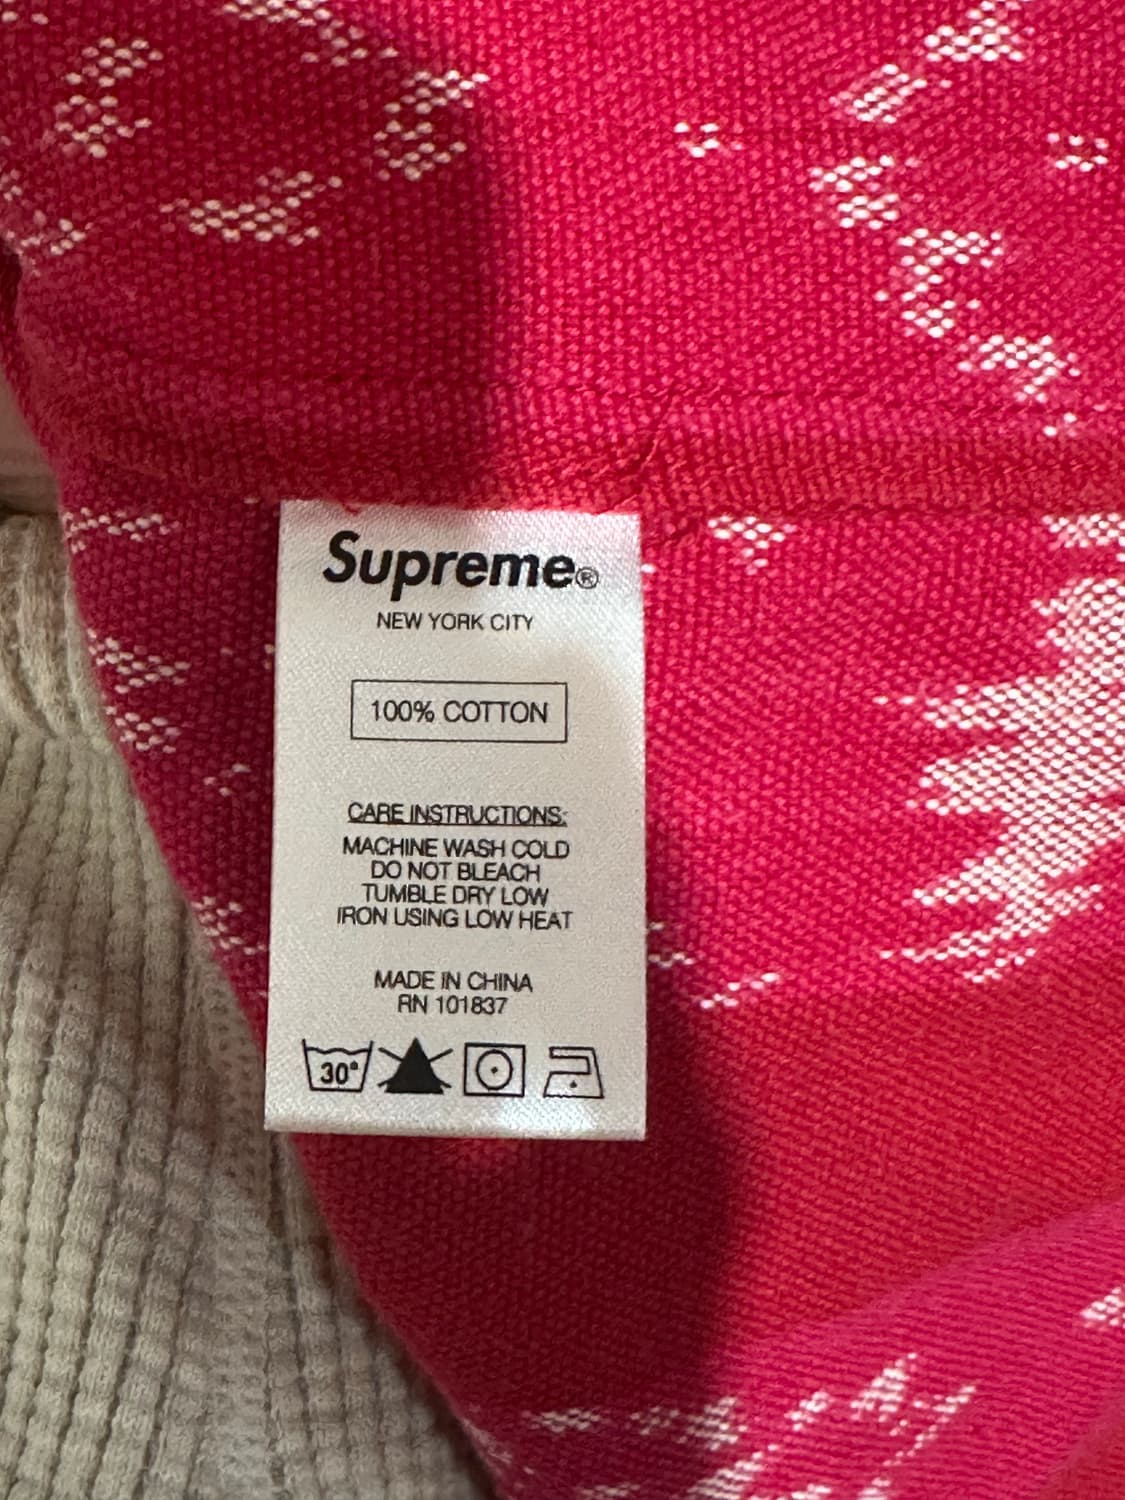 Supreme®
NEW YORK CITY
100% COTTON
CARE INSTRUCTIONS:
MACHINE WASH COLD
DO NOT BLEACH
TUMBLE DRY LOW
IRON USING LOW HEAT
MADE IN CHINA
RN 101837
30°